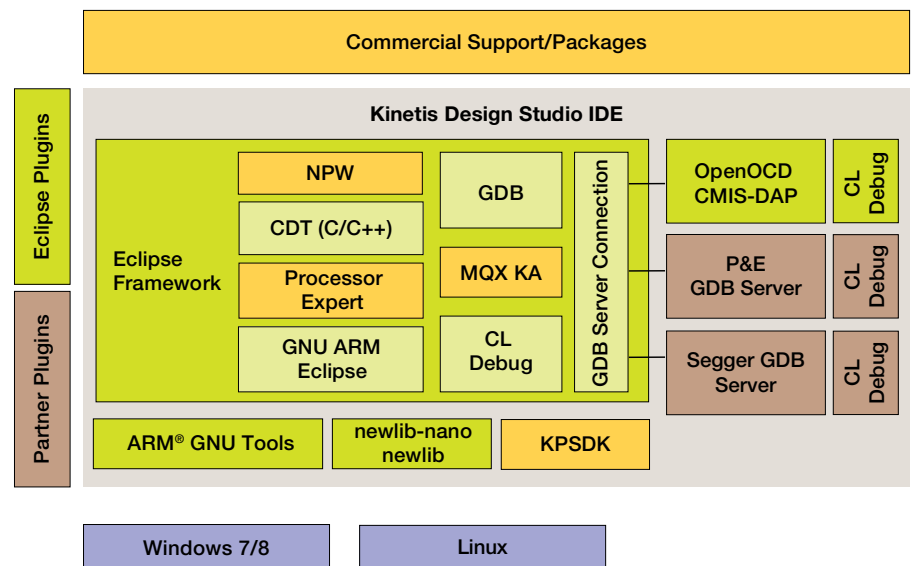 Commercial Support/Packages
Eclipse Plugins
Partner Plugins
Kinetis Design Studio IDE
Eclipse
Framework
NPW
CDT (C/C++)
Processor
Expert
GNU ARM
Eclipse
GDB
MQX KA
CL
Debug
GDB Server Connection
OpenOCD
CMIS-DAP
CL
Debug
P&E
GDB Server
CL
Debug
Segger GDB
Server
CL
Debug
ARM® GNU Tools
newlib-nano
newlib
KPSDK
Windows 7/8
Linux